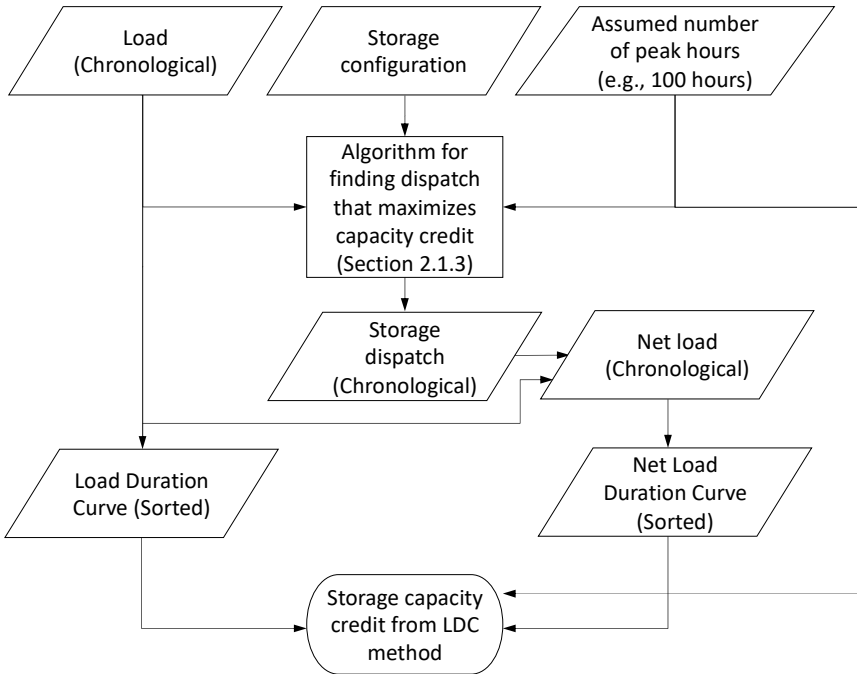 Load
(Chronological)
Storage
configuration
Assumed number
of peak hours
(e.g., 100 hours)
Algorithm for
finding dispatch
that maximizes
capacity credit
(Section 2.1.3)
Storage
dispatch
(Chronological)
Net load
(Chronological)
Load Duration
Curve (Sorted)
Net Load
Duration Curve
(Sorted)
Storage capacity
credit from LDC
method